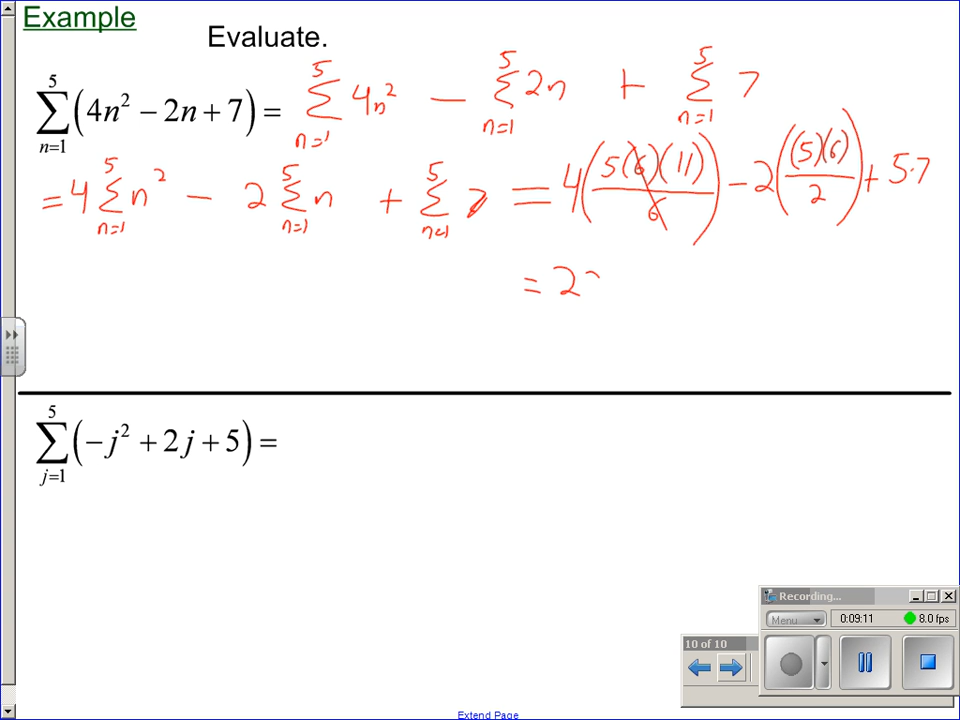 Example
Evaluate.
5 ∑ n=1 (4n² − 2n + 7) = 5 ∑ n=1 4n² − 5 ∑ n=1 2n + 5 ∑ n=1 7
= 4 5 ∑ n=1 n² − 2 5 ∑ n=1 n + 5 ∑ n=1 7 = 4(5(6)(11)/6) − 2((5)(6)/2) + 5·7
= 2
5 ∑ j=1 (−j² + 2j + 5) =
Recording...
Menu 0:09:11 8.0 fps
10 of 10
Extend Page